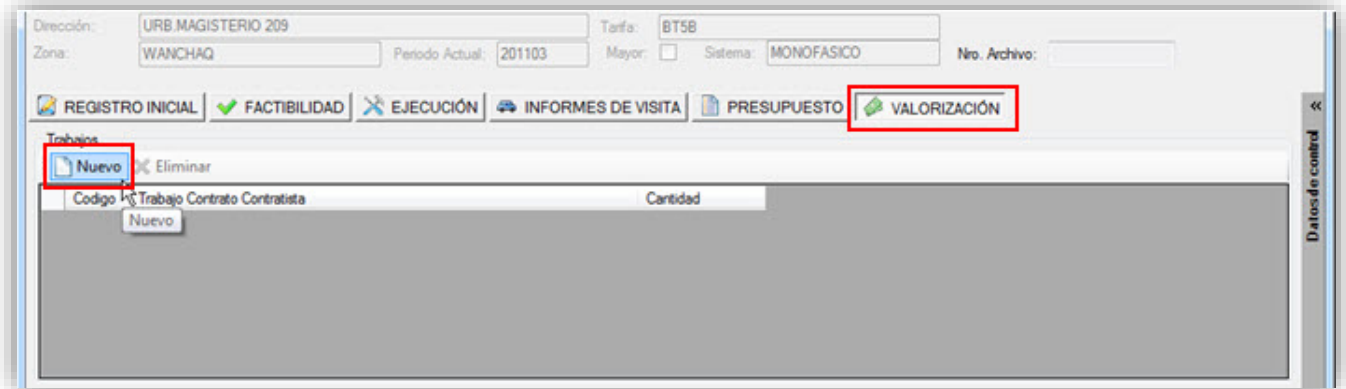 Dirección: URB.MAGISTERIO 209 Tarifa: BT5B
Zona: WANCHAQ Periodo Actual: 201103 Mayor: Sistema: MONOFASICO Nro. Archivo:
REGISTRO INICIAL FACTIBILIDAD EJECUCIÓN INFORMES DE VISITA PRESUPUESTO VALORIZACIÓN
Trabajos
Nuevo Eliminar
Codigo Trabajo Contrato Contratista Cantidad
Nuevo
«
Datos de control